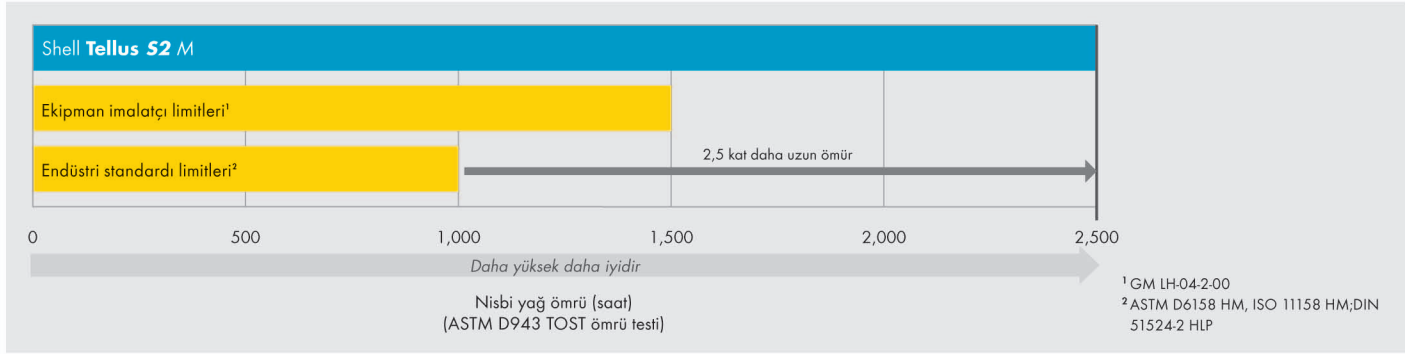 Shell Tellus S2 M
Ekipman imalatçı limitleri¹
Endüstri standardı limitleri²
2,5 kat daha uzun ömür
0 500 1,000 1,500 2,000 2,500
Daha yüksek daha iyidir
Nisbi yağ ömrü (saat)
(ASTM D943 TOST ömrü testi)
¹ GM LH-04-2-00
² ASTM D6158 HM, ISO 11158 HM;DIN
51524-2 HLP